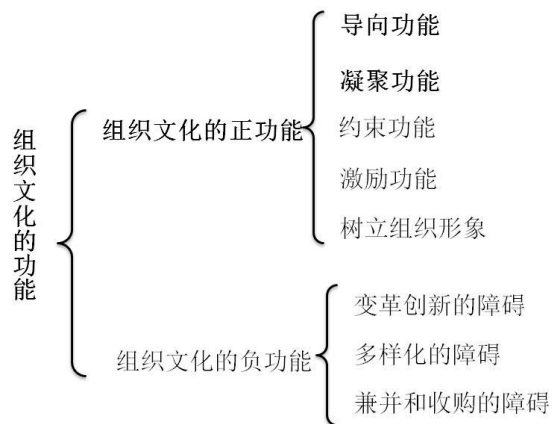 组织文化的功能
组织文化的正功能
导向功能
凝聚功能
约束功能
激励功能
树立组织形象
组织文化的负功能
变革创新的障碍
多样化的障碍
兼并和收购的障碍